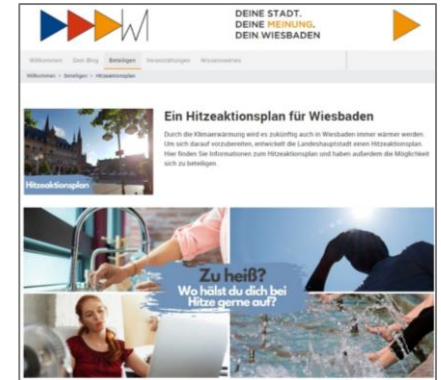 DEINE STADT.
DEINE MEINUNG.
DEIN WIESBADEN
Willkommen Dein Blog Beteiligen Veranstaltungen Wissenswertes
Willkommen > Beteiligen > Hitzeaktionsplan
Ein Hitzeaktionsplan für Wiesbaden
Durch die Klimaerwärmung wird es zukünftig auch in Wiesbaden immer wärmer werden.
Um sich darauf vorzubereiten, entwickelt die Landeshauptstadt einen Hitzeaktionsplan.
Hier finden Sie Informationen zum Hitzeaktionsplan und haben außerdem die Möglichkeit
sich zu beteiligen.
Hitzeaktionsplan
Zu heiß?
Wo hälst du dich bei
Hitze gerne auf?